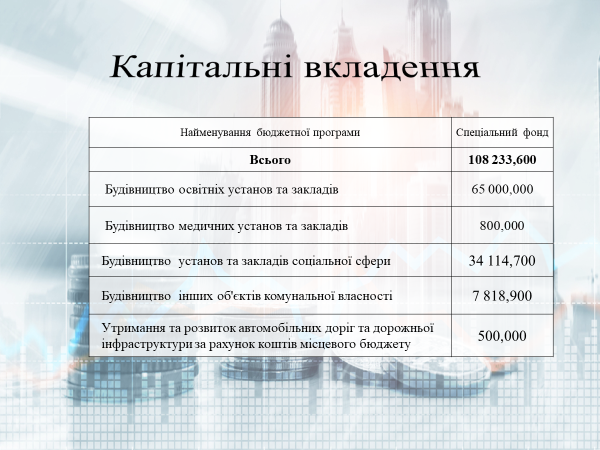 Капітальні вкладення
Найменування бюджетної програми Спеціальний фонд
Всього 108 233,600
Будівництво освітніх установ та закладів 65 000,000
Будівництво медичних установ та закладів 800,000
Будівництво установ та закладів соціальної сфери 34 114,700
Будівництво інших об'єктів комунальної власності 7 818,900
Утримання та розвиток автомобільних доріг та дорожньої
інфраструктури за рахунок коштів місцевого бюджету 500,000